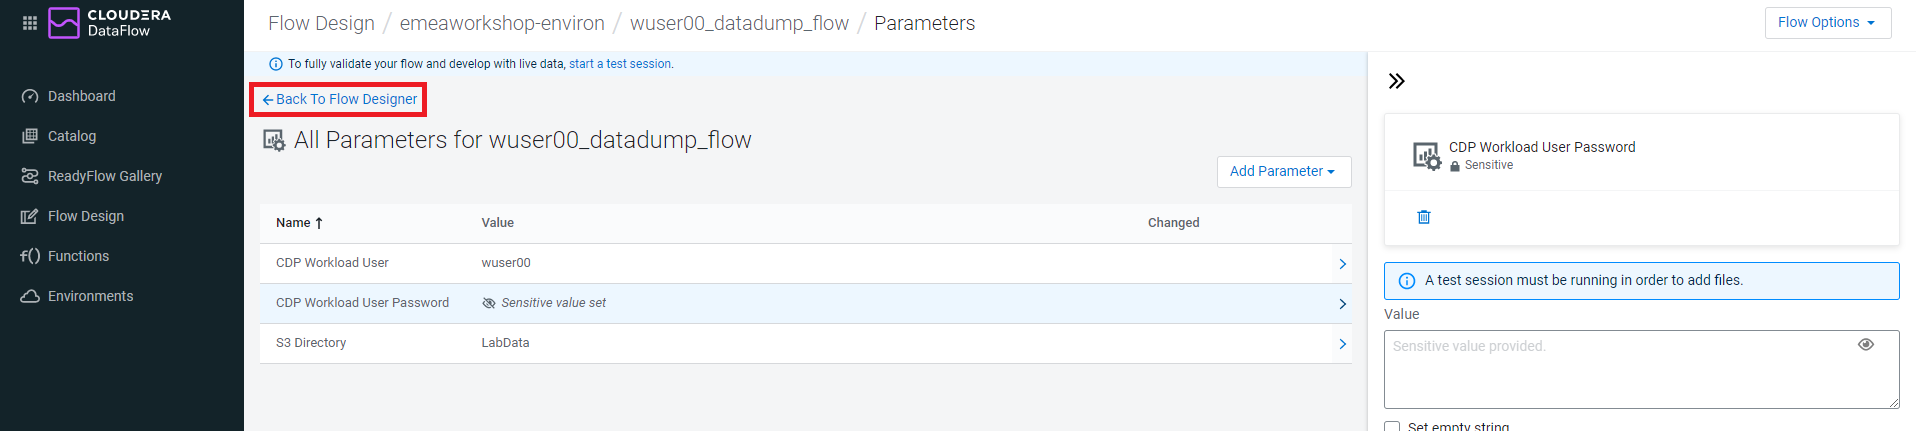 CLOUDERA
DataFlow
Dashboard
Catalog
ReadyFlow Gallery
Flow Design
Functions
Environments
Flow Design / emeaworkshop-environ / wuser00_datadump_flow / Parameters
Flow Options
To fully validate your flow and develop with live data, start a test session.
Back To Flow Designer
All Parameters for wuser00_datadump_flow
Add Parameter
Name Value Changed
CDP Workload User wuser00
CDP Workload User Password Sensitive value set
S3 Directory LabData
CDP Workload User Password
Sensitive
A test session must be running in order to add files.
Value
Sensitive value provided.
Set empty string